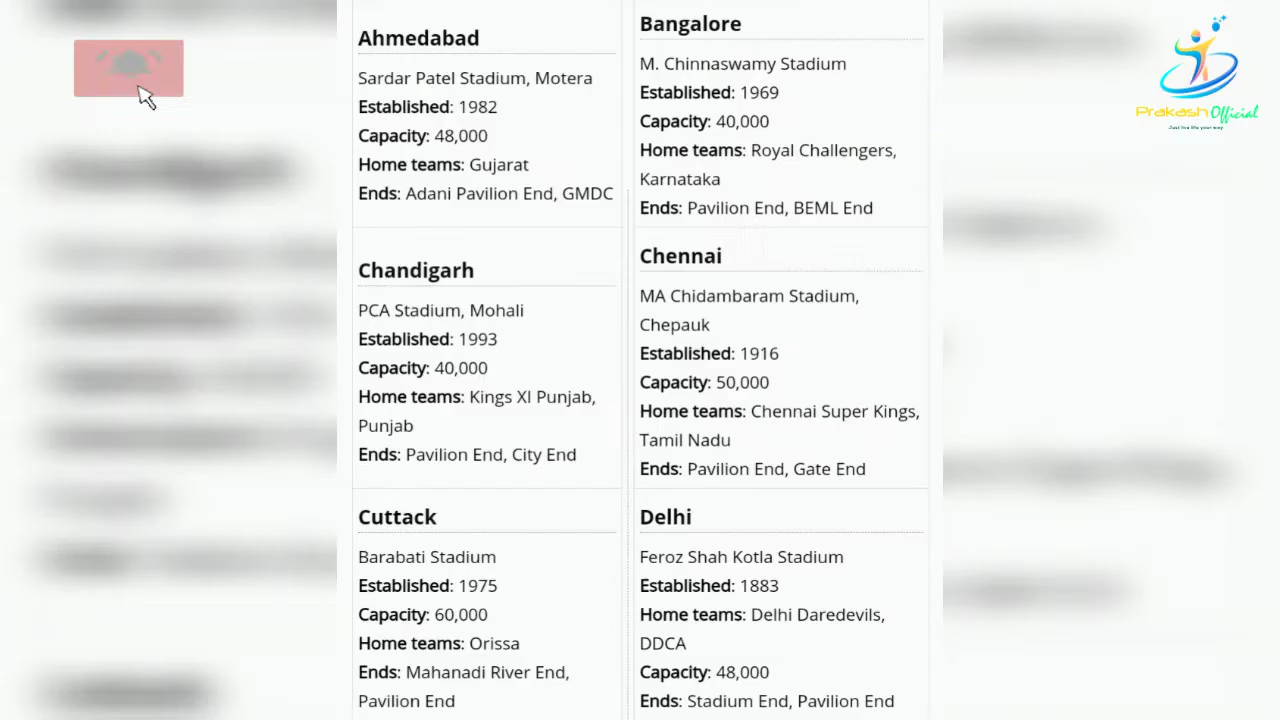 Ahmedabad
Sardar Patel Stadium, Motera
Established: 1982
Capacity: 48,000
Home teams: Gujarat
Ends: Adani Pavilion End, GMDC
Bangalore
M. Chinnaswamy Stadium
Established: 1969
Capacity: 40,000
Home teams: Royal Challengers,
Karnataka
Ends: Pavilion End, BEML End
Chandigarh
PCA Stadium, Mohali
Established: 1993
Capacity: 40,000
Home teams: Kings XI Punjab,
Punjab
Ends: Pavilion End, City End
Chennai
MA Chidambaram Stadium,
Chepauk
Established: 1916
Capacity: 50,000
Home teams: Chennai Super Kings,
Tamil Nadu
Ends: Pavilion End, Gate End
Cuttack
Barabati Stadium
Established: 1975
Capacity: 60,000
Home teams: Orissa
Ends: Mahanadi River End,
Pavilion End
Delhi
Feroz Shah Kotla Stadium
Established: 1883
Home teams: Delhi Daredevils,
DDCA
Capacity: 48,000
Ends: Stadium End, Pavilion End
Prakash Official
Just live life your way